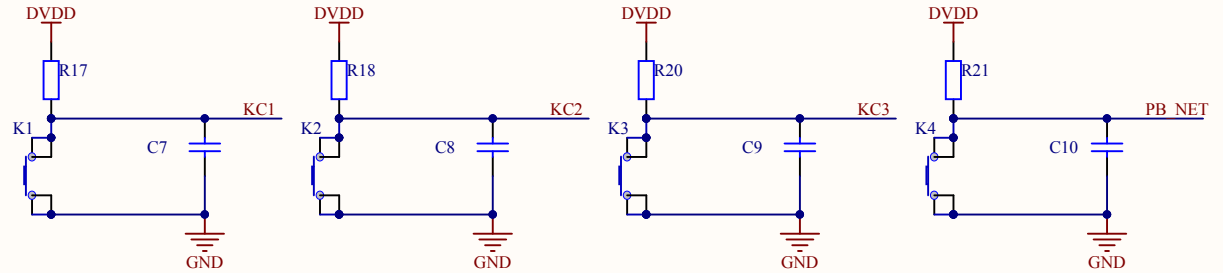 DVDD DVDD DVDD DVDD
R17 R18 R20 R21
KC1 KC2 KC3 PB_NET
K1 K2 K3 K4
C7 C8 C9 C10
GND GND GND GND